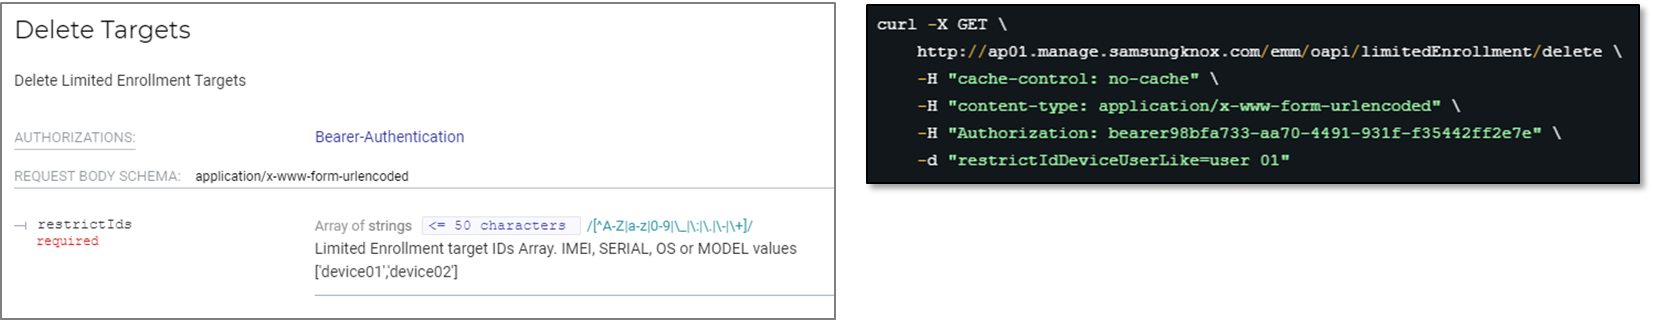 Delete Targets
Delete Limited Enrollment Targets
AUTHORIZATIONS: Bearer-Authentication
REQUEST BODY SCHEMA: application/x-www-form-urlencoded
restrictIds Array of strings <= 50 characters /[^A-Z|a-z|0-9|\_|\:|\.|\-|\+]/
required
Limited Enrollment target IDs Array. IMEI, SERIAL, OS or MODEL values
['device01','device02']
curl -X GET \
http://ap01.manage.samsungknox.com/emm/oapi/limitedEnrollment/delete \
-H "cache-control: no-cache" \
-H "content-type: application/x-www-form-urlencoded" \
-H "Authorization: bearer98bfa733-aa70-4491-931f-f35442ff2e7e" \
-d "restrictIdDeviceUserLike=user 01"